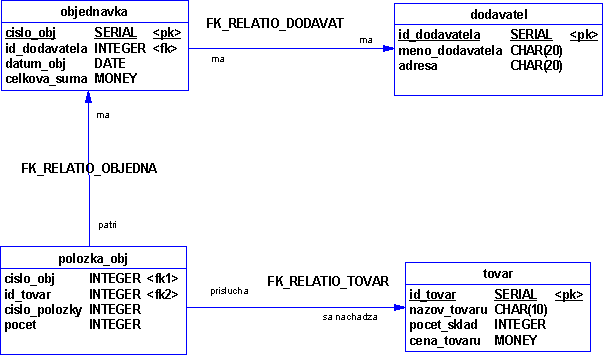 objednavka
cislo_obj SERIAL <pk>
id_dodavatela INTEGER <fk>
datum_obj DATE
celkova_suma MONEY
FK_RELATIO_DODAVAT
ma
ma
dodavatel
id_dodavatela SERIAL <pk>
meno_dodavatela CHAR(20)
adresa CHAR(20)
ma
FK_RELATIO_OBJEDNA
patri
polozka_obj
cislo_obj INTEGER <fk1>
id_tovar INTEGER <fk2>
cislo_polozky INTEGER
pocet INTEGER
prislucha
FK_RELATIO_TOVAR
sa nachadza
tovar
id_tovar SERIAL <pk>
nazov_tovaru CHAR(10)
pocet_sklad INTEGER
cena_tovaru MONEY